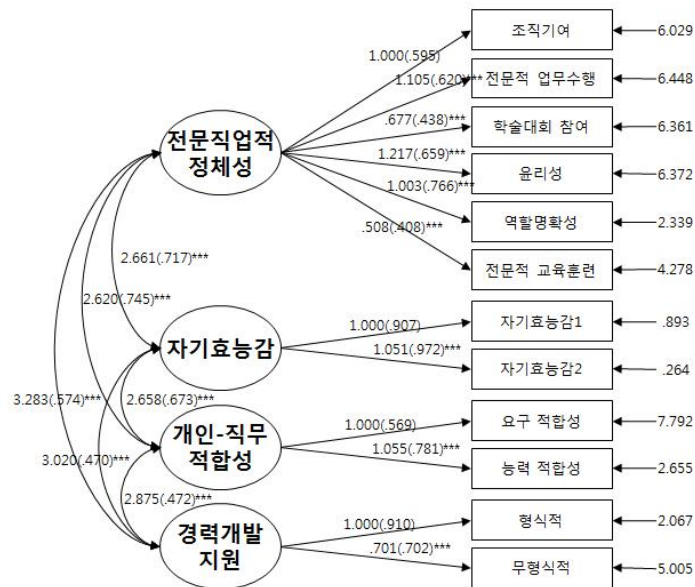 조직기여
6.029
1.000(.595)
1.105(.620)***
전문적 업무수행
6.448
.677(.438)***
학술대회 참여
6.361
전문직업적
정체성
1.217(.659)***
윤리성
6.372
1.003(.766)***
역할명확성
2.339
.508(.408)***
전문적 교육훈련
4.278
2.661(.717)***
2.620(.745)***
자기효능감
1.000(.907)
자기효능감1
.893
1.051(.972)***
자기효능감2
.264
3.283(.574)***
2.658(.673)***
개인-직무
적합성
1.000(.569)
요구 적합성
7.792
1.055(.781)***
능력 적합성
2.655
3.020(.470)***
2.875(.472)***
경력개발
지원
1.000(.910)
형식적
2.067
.701(.702)***
무형식적
5.005